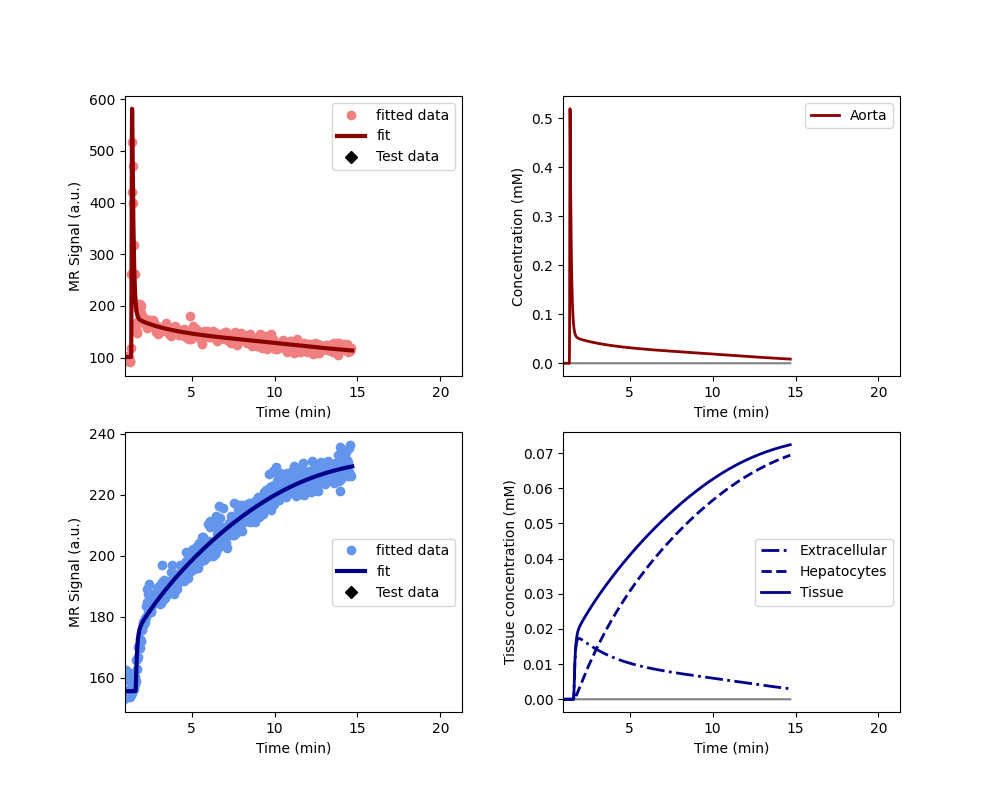 600
500
400
300
200
100
MR Signal (a.u.)
5 10 15 20
Time (min)
fitted data
fit
Test data
0.5
0.4
0.3
0.2
0.1
0.0
Concentration (mM)
5 10 15 20
Time (min)
Aorta
240
220
200
180
160
MR Signal (a.u.)
5 10 15 20
Time (min)
fitted data
fit
Test data
0.07
0.06
0.05
0.04
0.03
0.02
0.01
0.00
Tissue concentration (mM)
5 10 15 20
Time (min)
Extracellular
Hepatocytes
Tissue